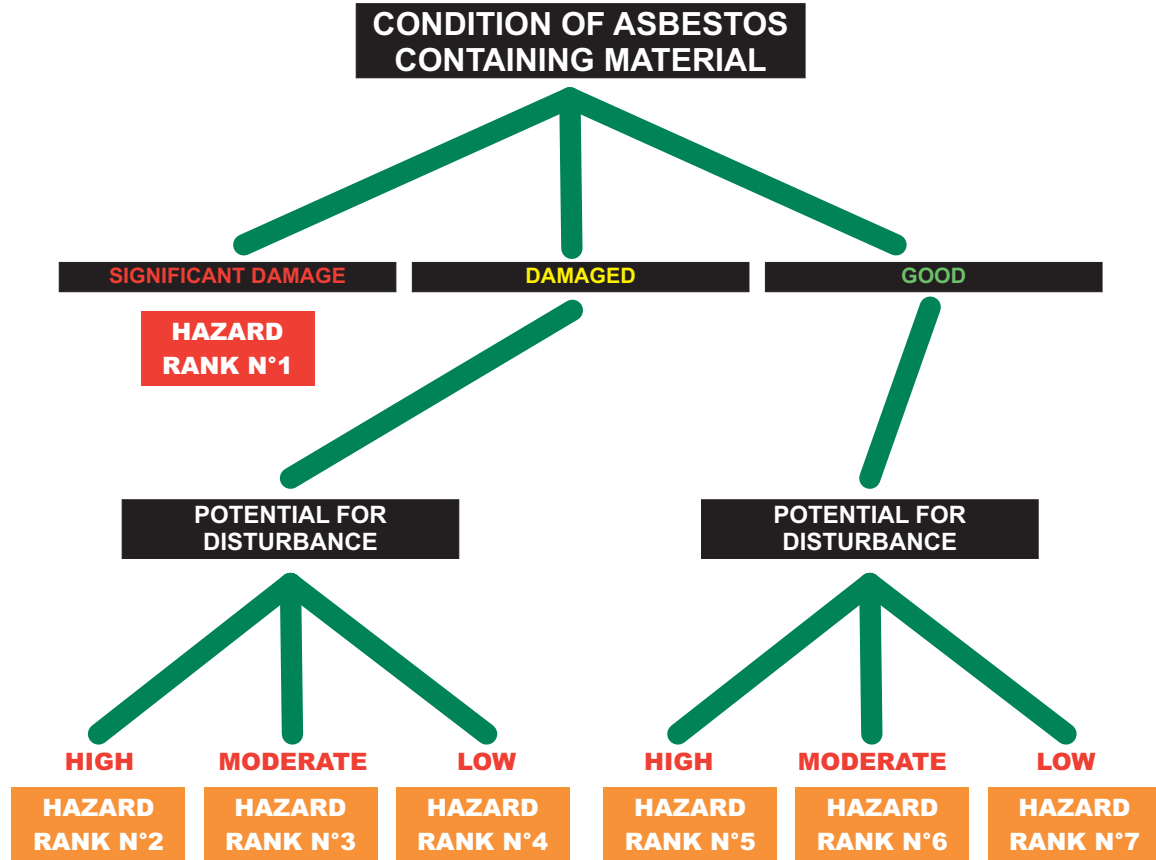 CONDITION OF ASBESTOS
CONTAINING MATERIAL
SIGNIFICANT DAMAGE
DAMAGED
GOOD
HAZARD
RANK N°1
POTENTIAL FOR
DISTURBANCE
POTENTIAL FOR
DISTURBANCE
HIGH
MODERATE
LOW
HIGH
MODERATE
LOW
HAZARD
RANK N°2
HAZARD
RANK N°3
HAZARD
RANK N°4
HAZARD
RANK N°5
HAZARD
RANK N°6
HAZARD
RANK N°7